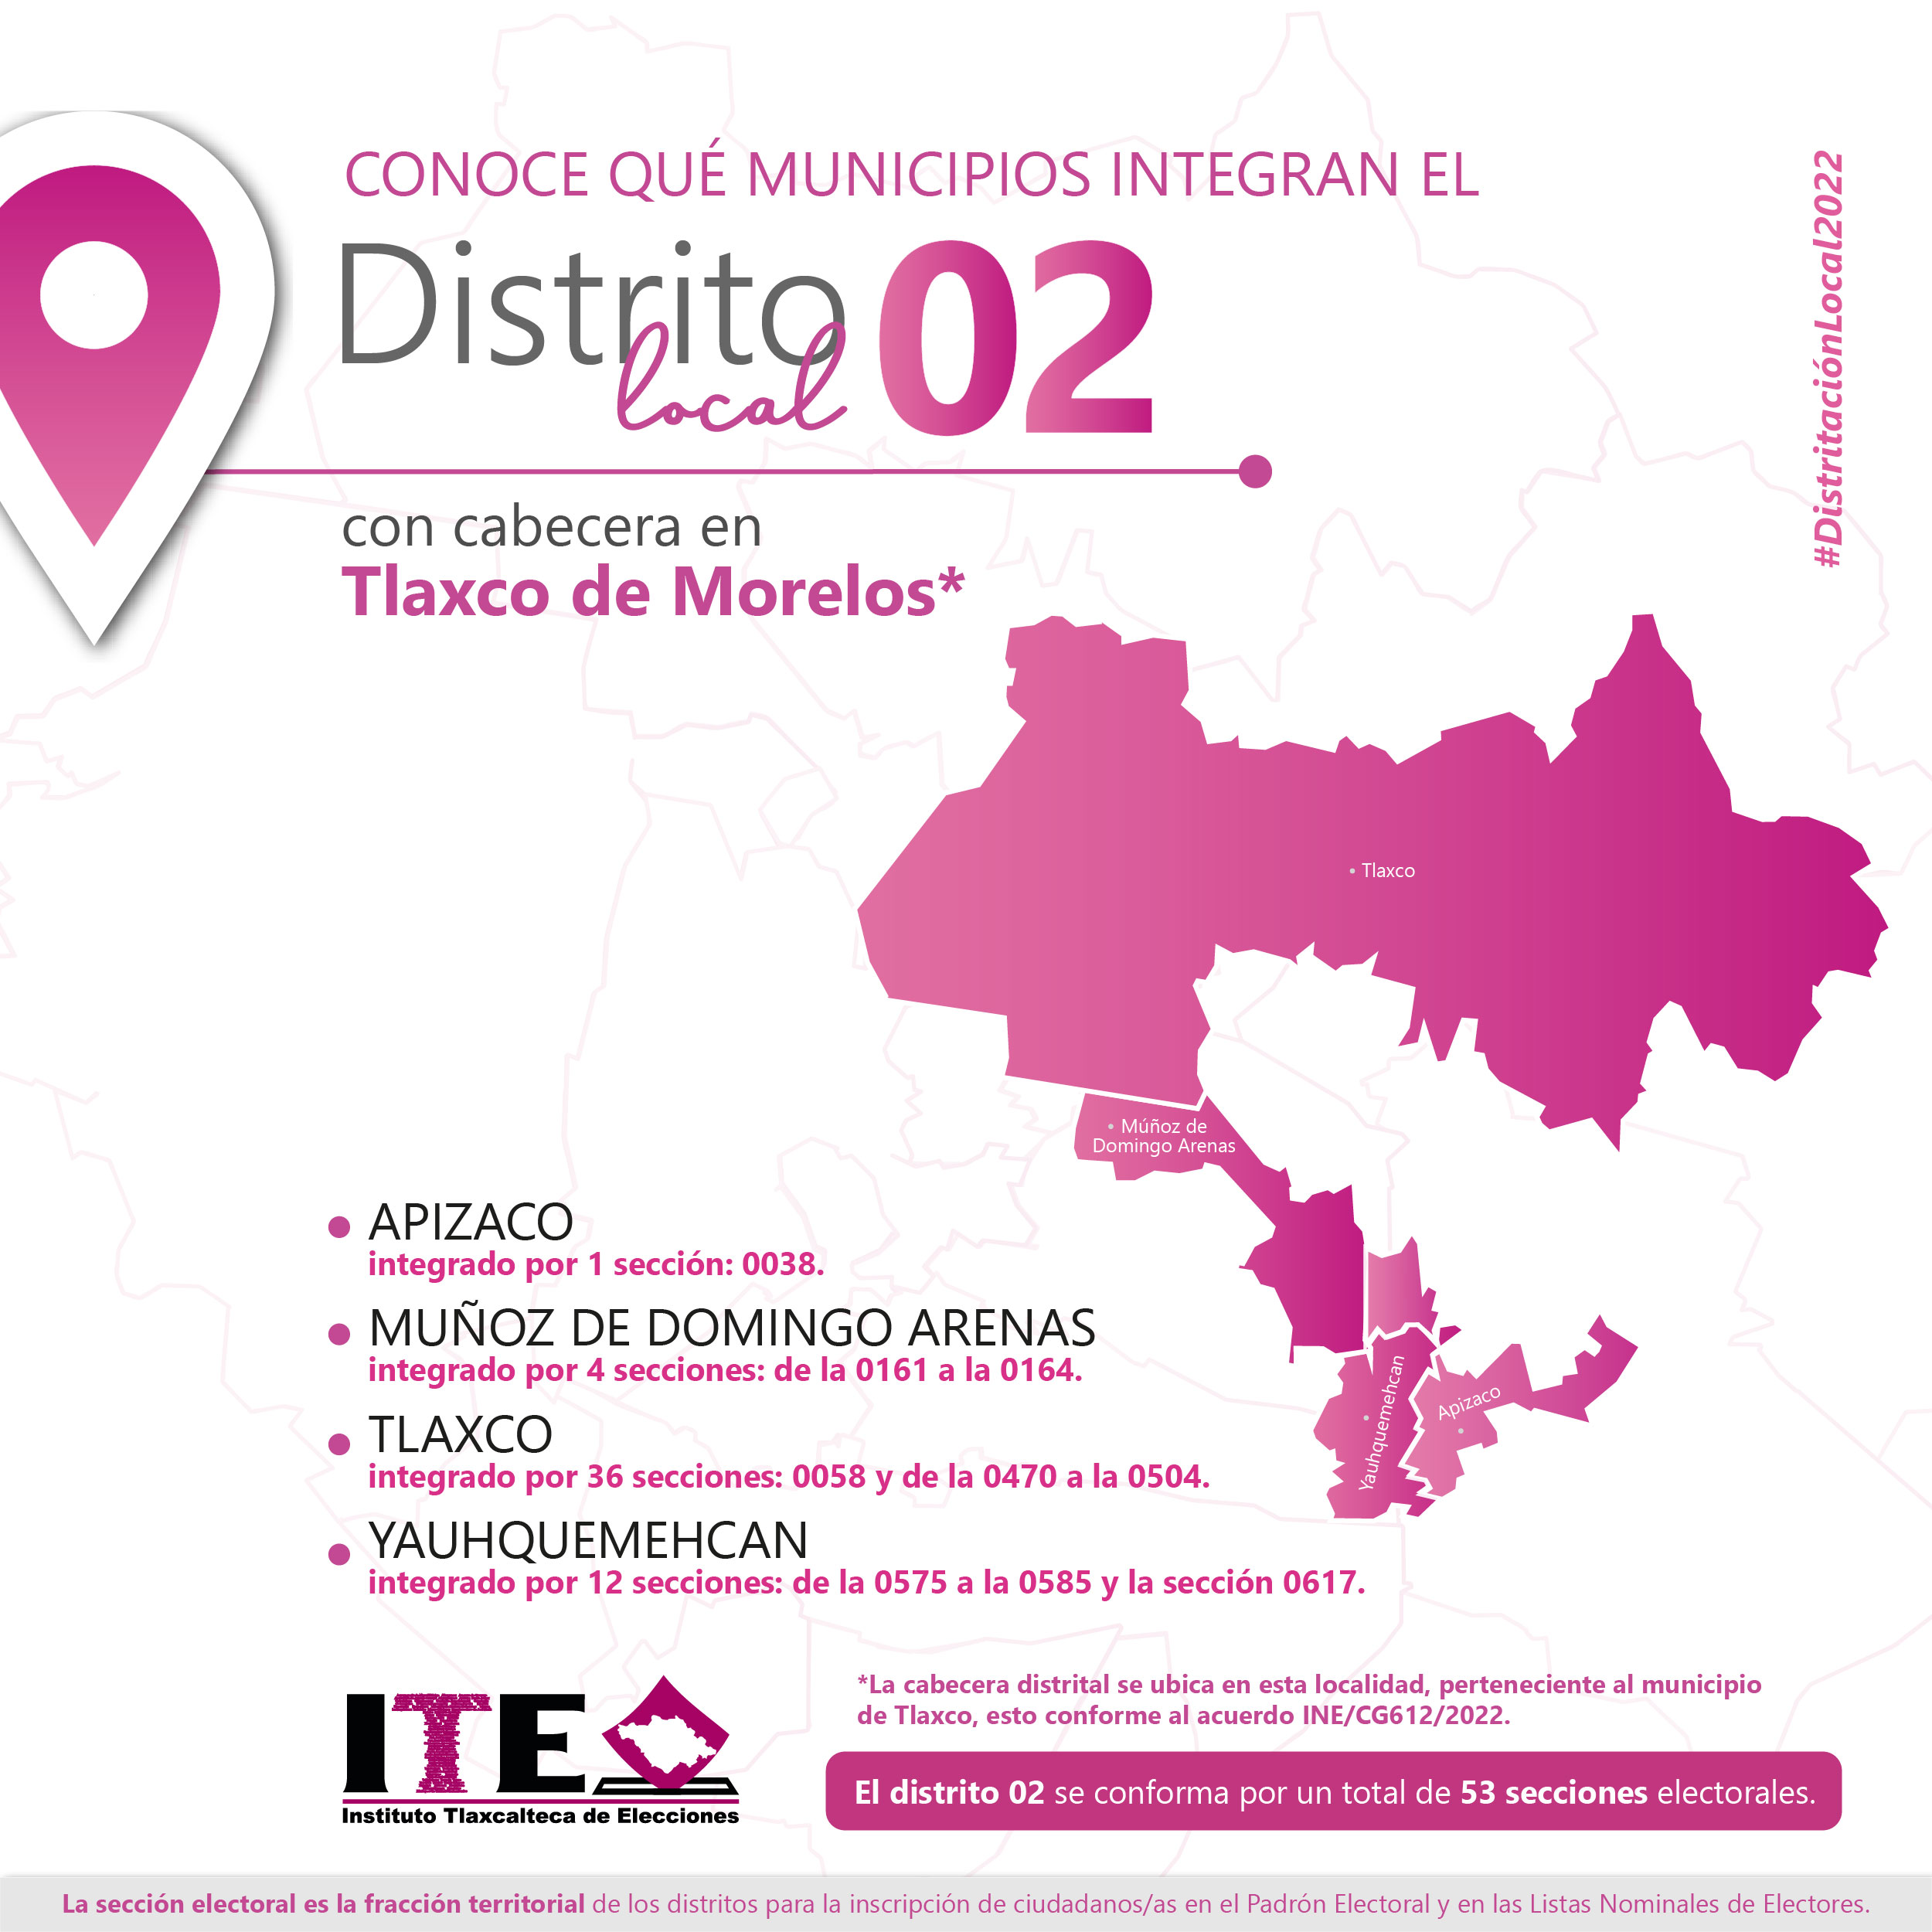 CONOCE QUÉ MUNICIPIOS INTEGRAN EL
Distrito 02
local
con cabecera en
Tlaxco de Morelos*
#DistritaciónLocal2022
• Tlaxco
• Múñoz de
Domingo Arenas
Yauhquemehcan
Apizaco
• APIZACO
integrado por 1 sección: 0038.
• MUÑOZ DE DOMINGO ARENAS
integrado por 4 secciones: de la 0161 a la 0164.
• TLAXCO
integrado por 36 secciones: 0058 y de la 0470 a la 0504.
• YAUHQUEMEHCAN
integrado por 12 secciones: de la 0575 a la 0585 y la sección 0617.
ITE
Instituto Tlaxcalteca de Elecciones
*La cabecera distrital se ubica en esta localidad, perteneciente al municipio
de Tlaxco, esto conforme al acuerdo INE/CG612/2022.
El distrito 02 se conforma por un total de 53 secciones electorales.
La sección electoral es la fracción territorial de los distritos para la inscripción de ciudadanos/as en el Padrón Electoral y en las Listas Nominales de Electores.